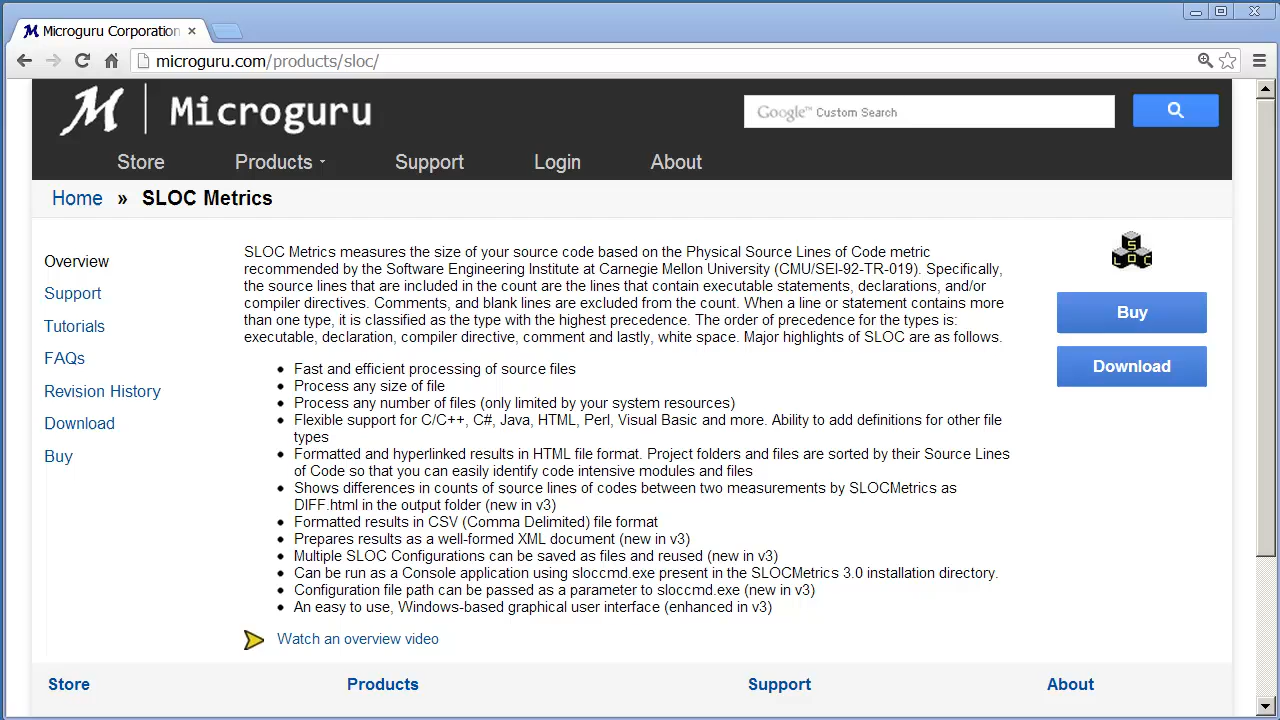 Microguru Corporation
microguru.com/products/sloc/
M Microguru
Google™ Custom Search
Store Products Support Login About
Home » SLOC Metrics
Overview
Support
Tutorials
FAQs
Revision History
Download
Buy
SLOC Metrics measures the size of your source code based on the Physical Source Lines of Code metric
recommended by the Software Engineering Institute at Carnegie Mellon University (CMU/SEI-92-TR-019). Specifically,
the source lines that are included in the count are the lines that contain executable statements, declarations, and/or
compiler directives. Comments, and blank lines are excluded from the count. When a line or statement contains more
than one type, it is classified as the type with the highest precedence. The order of precedence for the types is:
executable, declaration, compiler directive, comment and lastly, white space. Major highlights of SLOC are as follows.
• Fast and efficient processing of source files
• Process any size of file
• Process any number of files (only limited by your system resources)
• Flexible support for C/C++, C#, Java, HTML, Perl, Visual Basic and more. Ability to add definitions for other file
types
• Formatted and hyperlinked results in HTML file format. Project folders and files are sorted by their Source Lines
of Code so that you can easily identify code intensive modules and files
• Shows differences in counts of source lines of codes between two measurements by SLOCMetrics as
DIFF.html in the output folder (new in v3)
• Formatted results in CSV (Comma Delimited) file format
• Prepares results as a well-formed XML document (new in v3)
• Multiple SLOC Configurations can be saved as files and reused (new in v3)
• Can be run as a Console application using sloccmd.exe present in the SLOCMetrics 3.0 installation directory.
• Configuration file path can be passed as a parameter to sloccmd.exe (new in v3)
• An easy to use, Windows-based graphical user interface (enhanced in v3)
Watch an overview video
S
L O C
Buy
Download
Store Products Support About